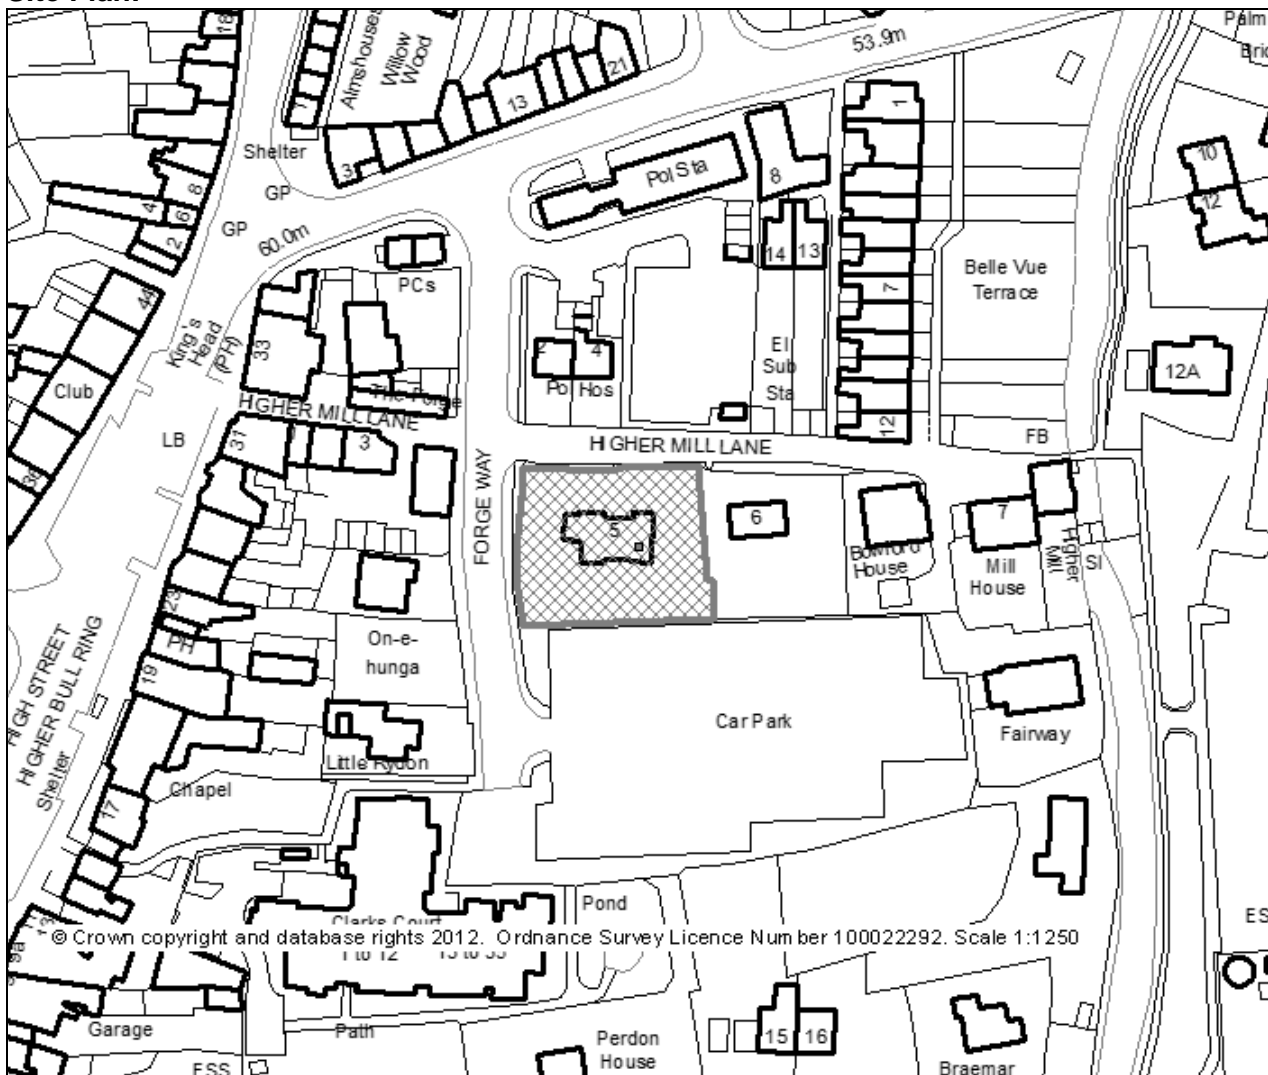 18
Almshouses
Willow
Wood
21
13
3
53.9m
Palm
1
10
12
Shelter
GP
GP
60.0m
Pol Sta
8
8
4
6
2
PCs
14
13
7
Belle Vue
Terrace
44
King's
Head
(PH)
33
2
4
Po
Hos
El
Sub
Sta
12A
Club
The Forge
HIGHER MILL LANE
12
FB
LB
31
3
HIGHER MILL LANE
38
FORGE WAY
5
6
Bowford
House
7
Mill
House
Higher
Mill
Sl
23
PH
19
On-e-
hunga
HIGH STREET
HIGHER BULL RING
Shelter
Car Park
Fairway
Little Rydon
Chapel
17
Pond
Clarks Court
13
9a
ES
© Crown copyright and database rights 2012. Ordnance Survey Licence Number 100022292. Scale 1:1250
1 to 12
Garage
Path
15
16
Perdon
House
Braemar
ESS